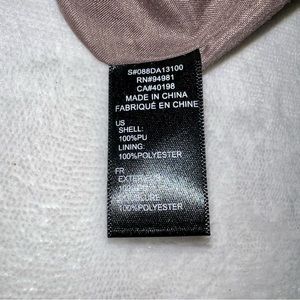 S#088DA13100
RN#94981
CA#40198
MADE IN CHINA
FABRIQUÉ EN CHINE
US
SHELL:
100%PU
LINING:
100%POLYESTER
FR
100%POLYESTER